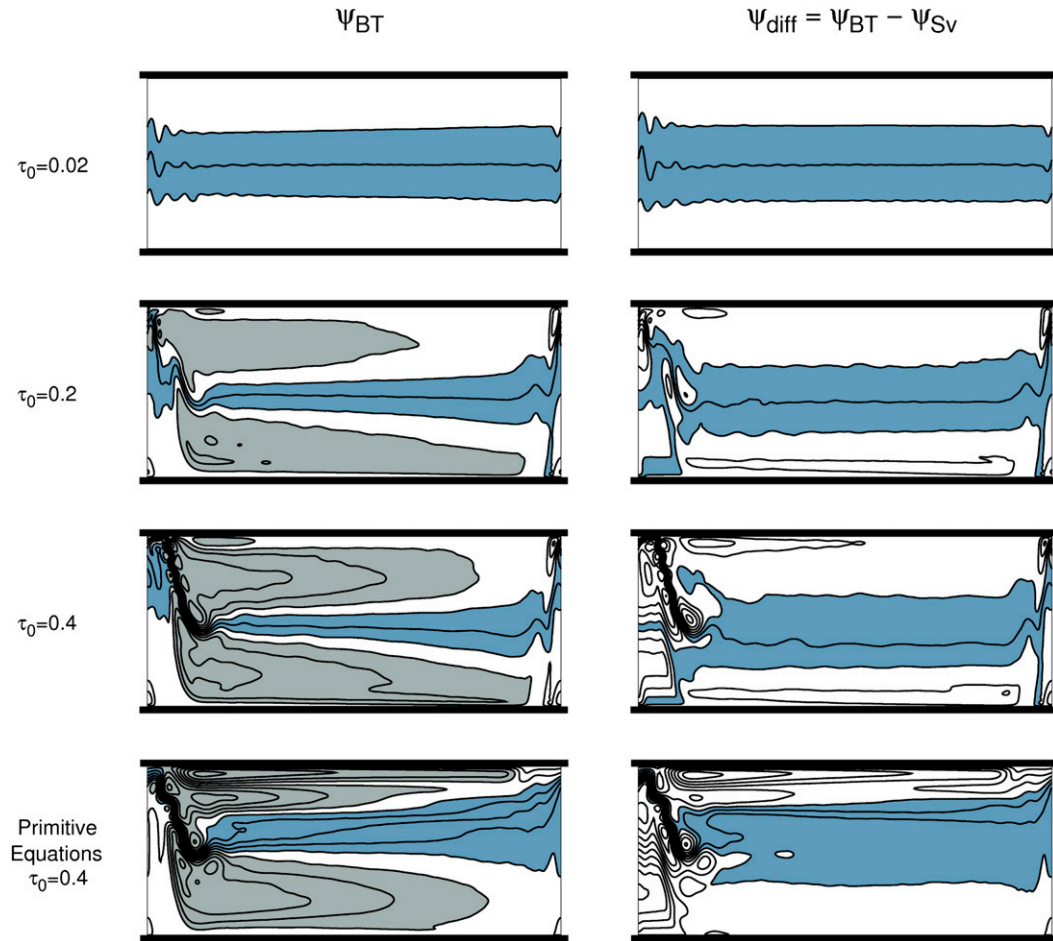 ψBT
ψdiff = ψBT − ψSv
τ0=0.02
τ0=0.2
τ0=0.4
Primitive
Equations
τ0=0.4